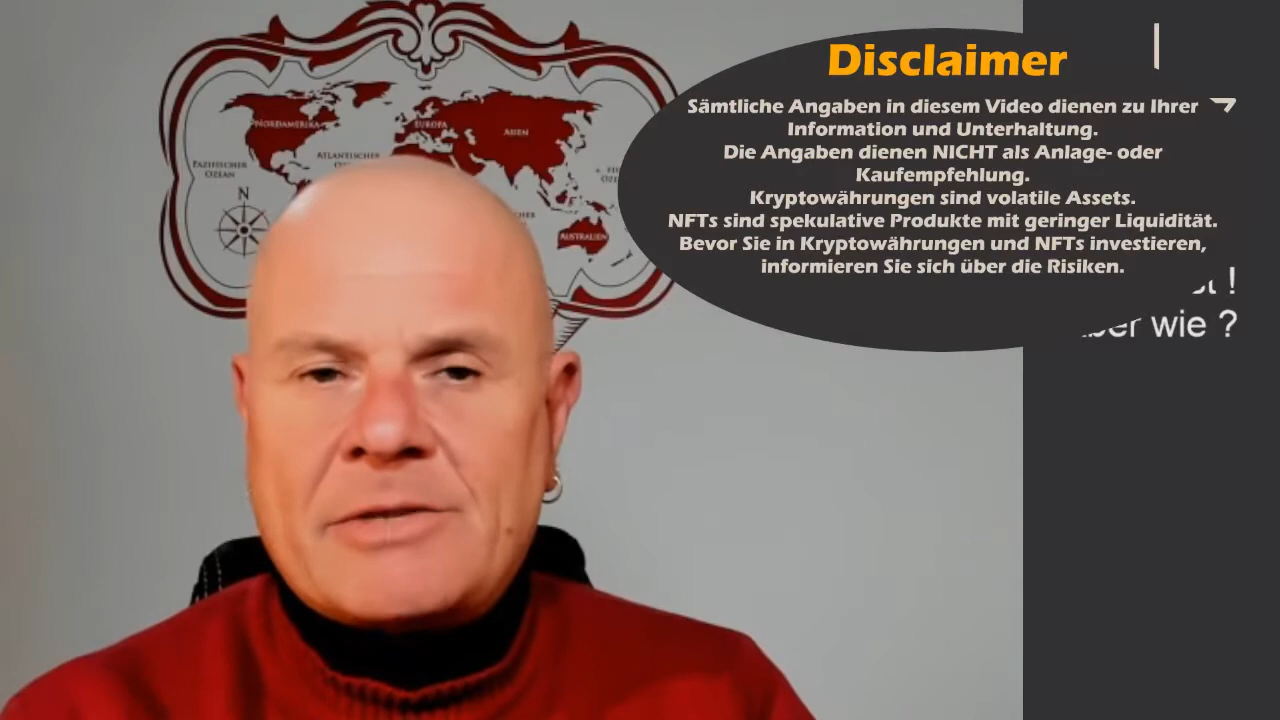 Disclaimer
Sämtliche Angaben in diesem Video dienen zu Ihrer
Information und Unterhaltung.
Die Angaben dienen NICHT als Anlage- oder
Kaufempfehlung.
Kryptowährungen sind volatile Assets.
NFTs sind spekulative Produkte mit geringer Liquidität.
Bevor Sie in Kryptowährungen und NFTs investieren,
informieren Sie sich über die Risiken.
!
wie ?
NORDAMERIKA
EUROPA
ASIEN
ATLANTISCHER
PAZIFISCHER
OZEAN
N
AUSTRALIEN